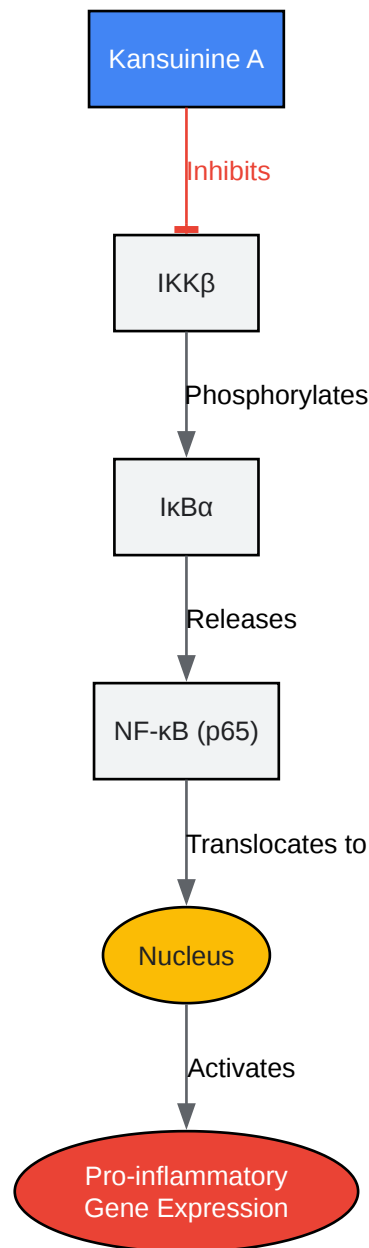 Kansuinine A
Inhibits
IKKβ
Phosphorylates
IκBα
Releases
NF-κB (p65)
Translocates to
Nucleus
Activates
Pro-inflammatory
Gene Expression